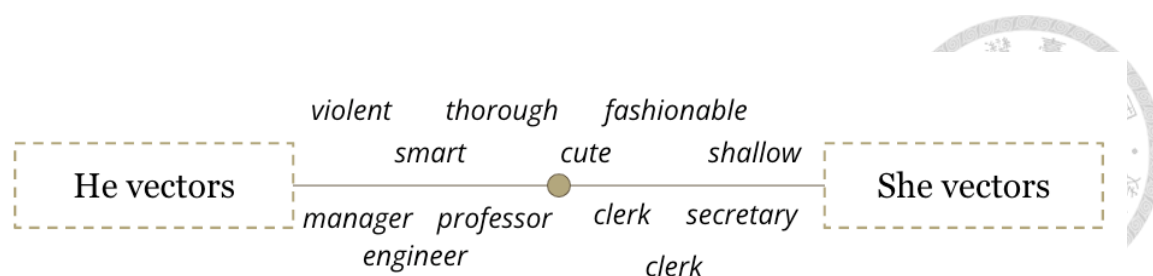 violent thorough fashionable
smart cute shallow
He vectors She vectors
manager professor clerk secretary
engineer
clerk